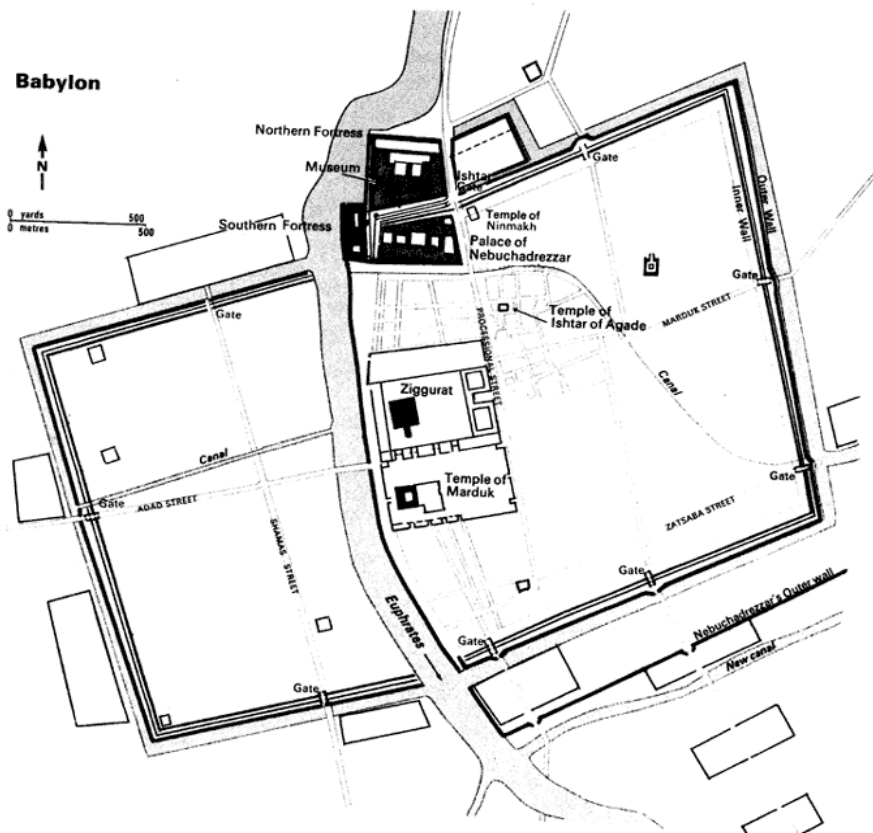 Babylon
N
0 yards 500
0 metres 500
Northern Fortress
Museum
Ishtar
Gate
Gate
Outer Wall
Inner Wall
Southern Fortress
Temple of
Ninmakh
Palace of
Nebuchadrezzar
Gate
Gate
Temple of
Ishtar of Agade
MARDUK STREET
PROCESSIONAL STREET
Canal
Ziggurat
Canal
Temple of
Marduk
Gate
ADAD STREET
Gate
ZATSABA STREET
SHAMAS STREET
Gate
Euphrates
Gate
Nebuchadrezzar's Outer wall
New canal
Gate